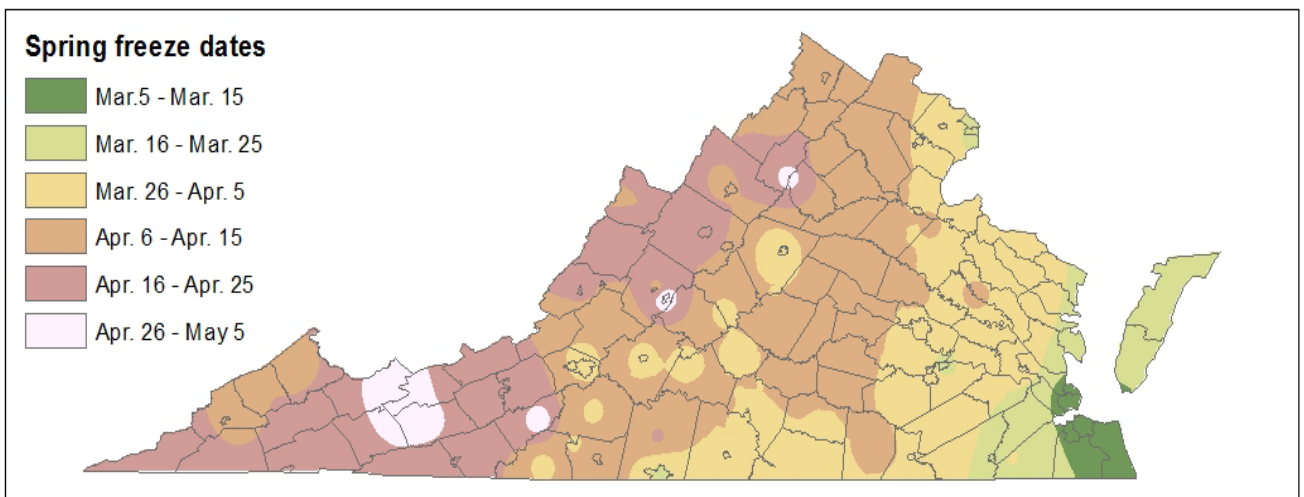 Spring freeze dates
Mar.5 - Mar. 15
Mar. 16 - Mar. 25
Mar. 26 - Apr. 5
Apr. 6 - Apr. 15
Apr. 16 - Apr. 25
Apr. 26 - May 5